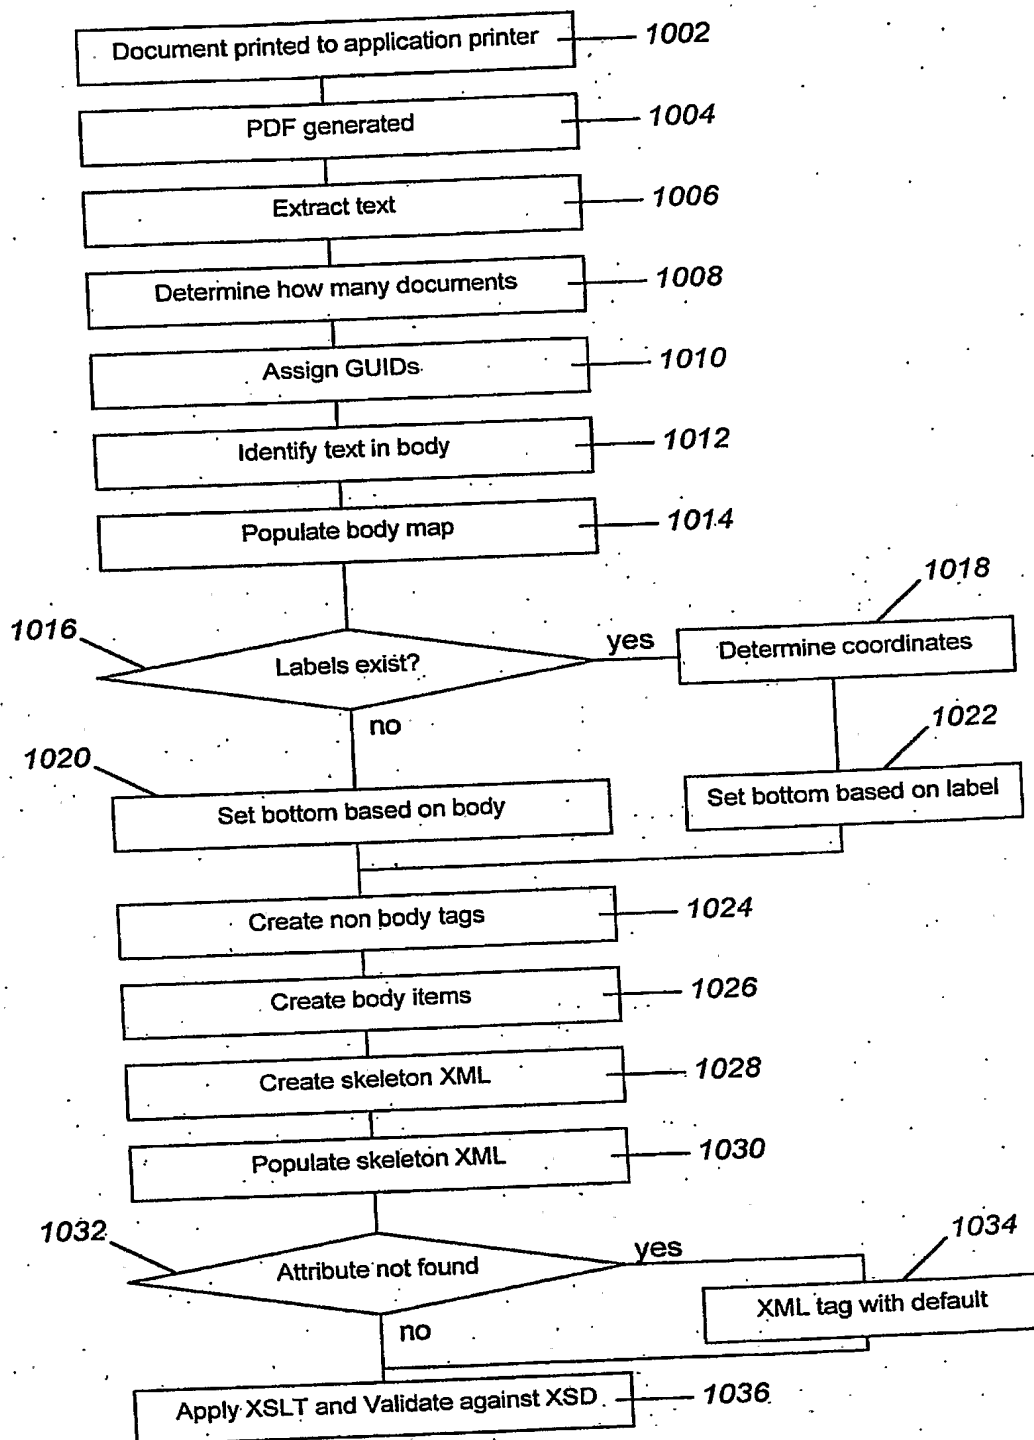 Document printed to application printer 1002
PDF generated 1004
Extract text 1006
Determine how many documents 1008
Assign GUIDs 1010
Identify text in body 1012
Populate body map 1014
1018
1016 Labels exist? yes Determine coordinates
no
1022
1020 Set bottom based on body Set bottom based on label
Create non body tags 1024
Create body items 1026
Create skeleton XML 1028
Populate skeleton XML 1030
1034
1032 Attribute not found yes XML tag with default
no
Apply XSLT and Validate against XSD 1036